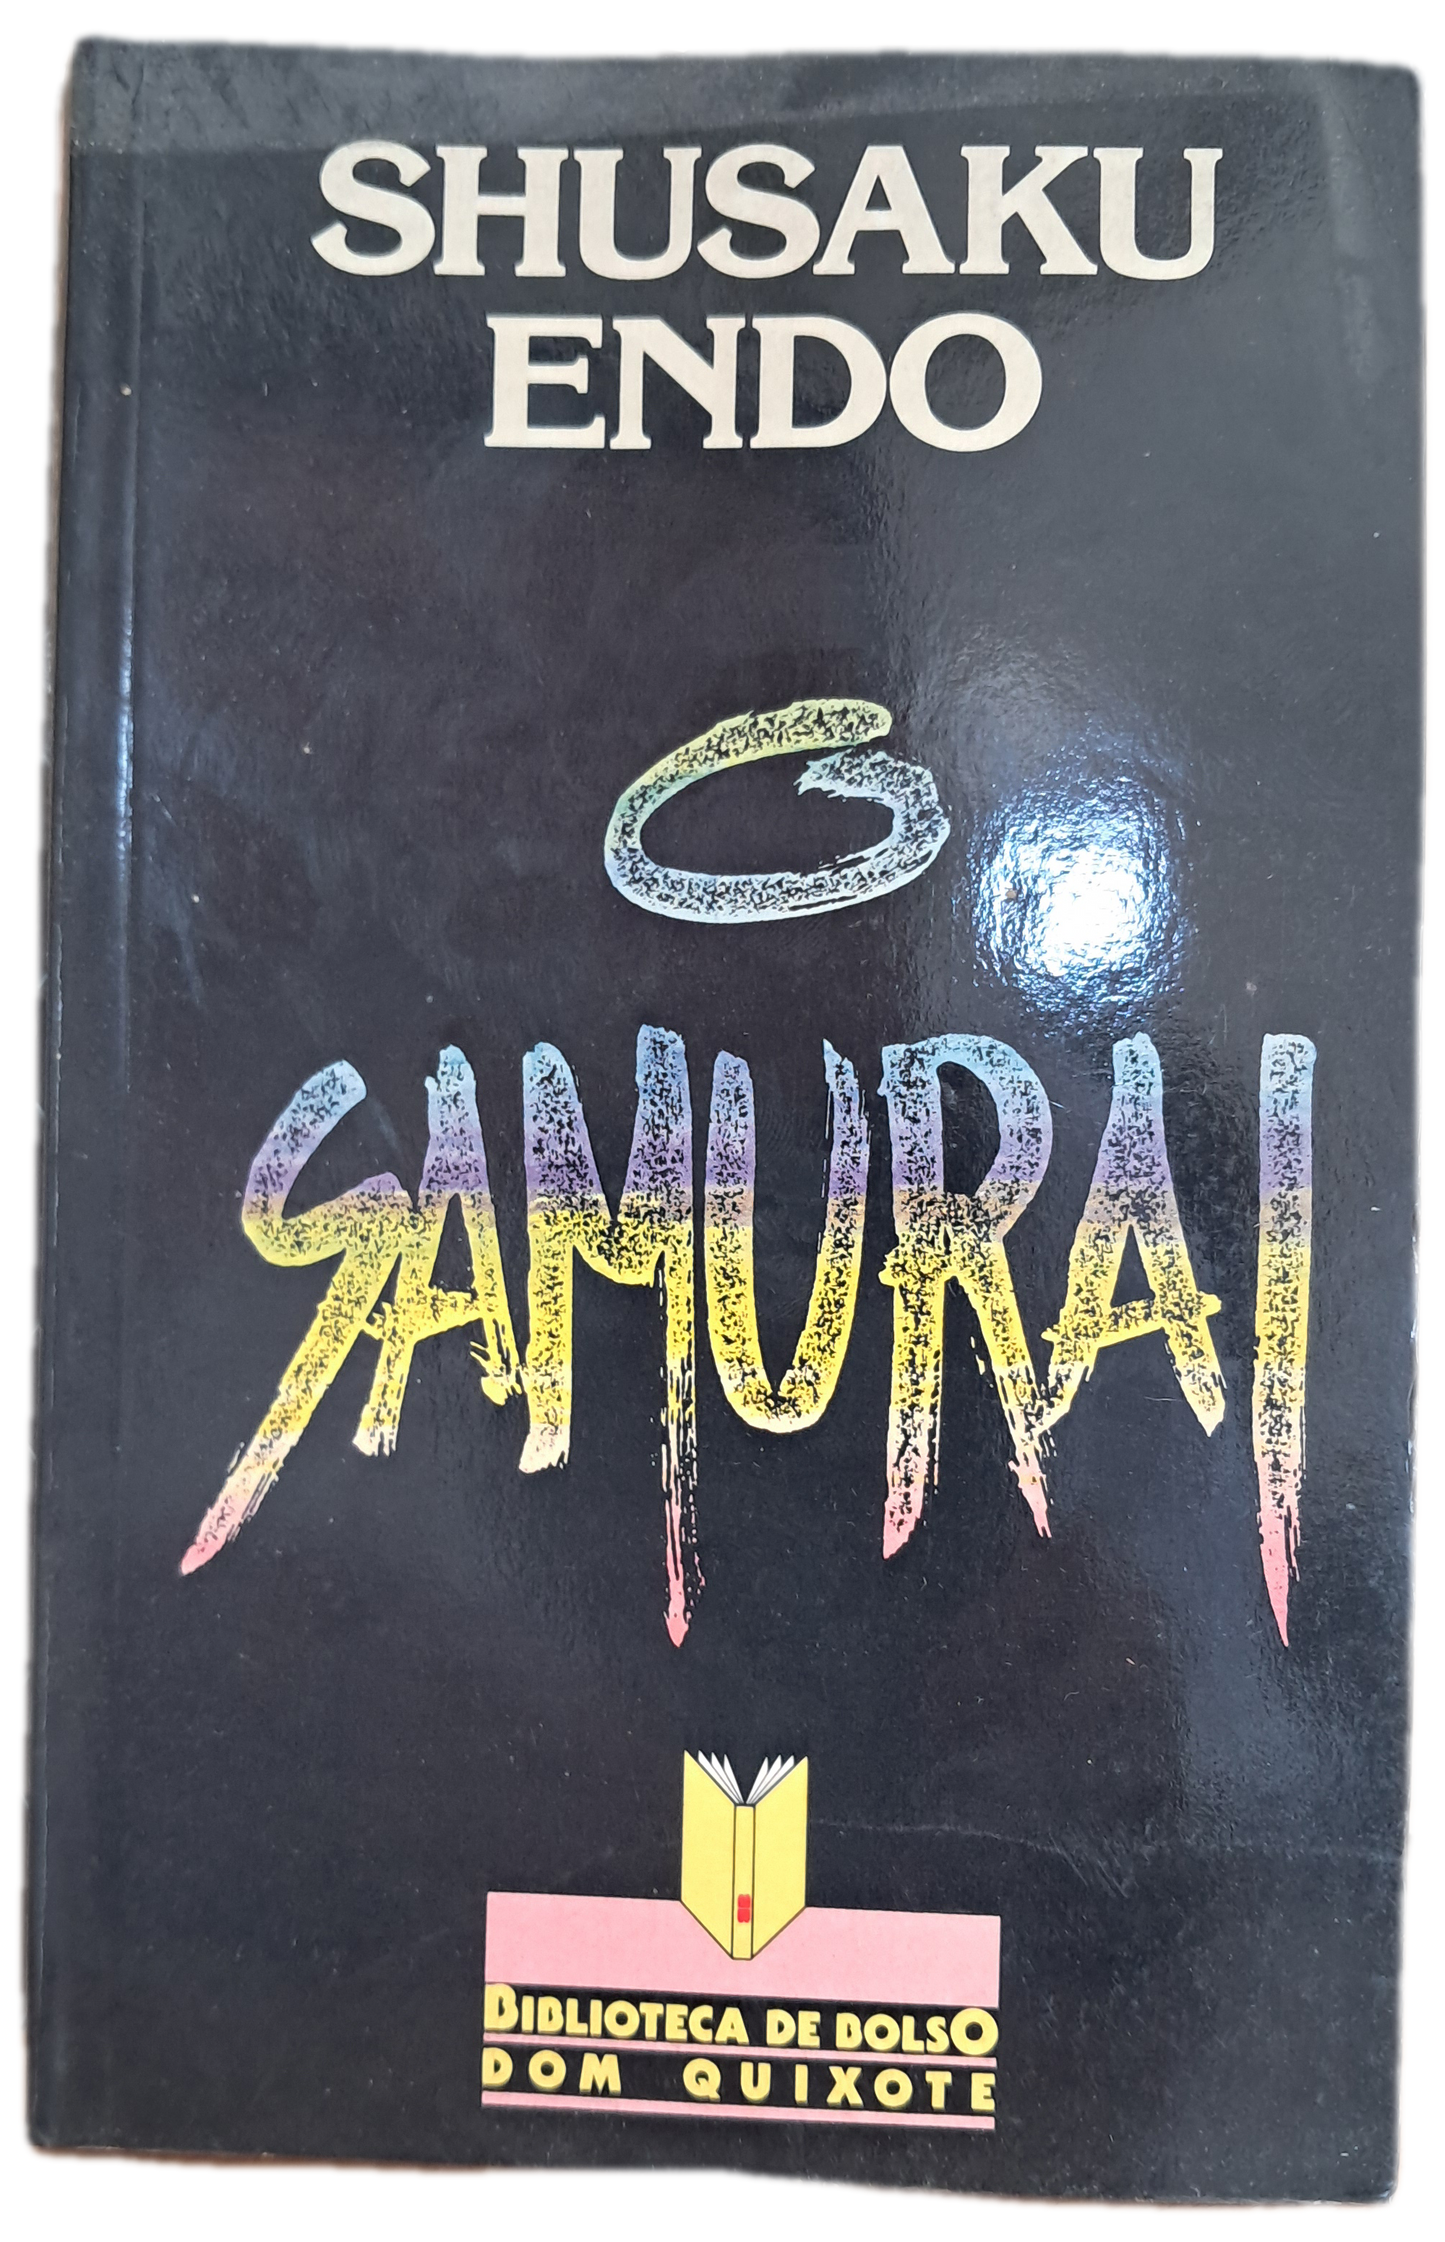 SHUSAKU
ENDO
O
SAMURAI
BIBLIOTECA DE BOLSO
DOM QUIXOTE